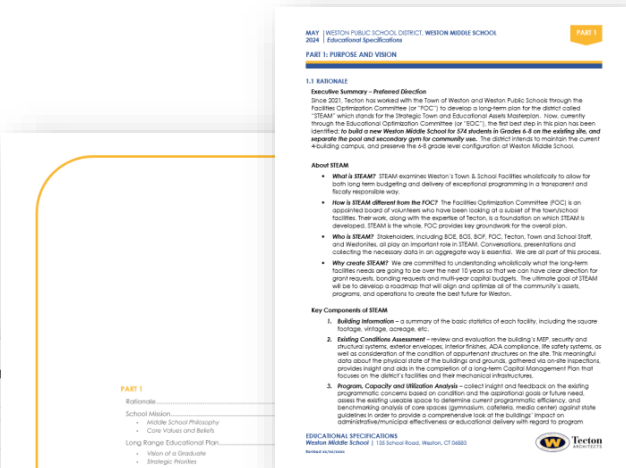 MAY
2024
WESTON PUBLIC SCHOOL DISTRICT, WESTON MIDDLE SCHOOL
Educational Specifications
PART 1
PART 1: PURPOSE AND VISION
1.1 RATIONALE
Executive Summary – Preferred Direction
Since 2021, Tecton has worked with the Town of Weston and Weston Public Schools through the
Facilities Optimization Committee (or "FOC") to develop a long-term plan for the district called
"STEAM" which stands for the Strategic Town and Educational Assets Masterplan. Now, currently
through the Educational Optimization Committee (or "EOC"), the first best step in this plan has been
identified; to build a new Weston Middle School for 574 students in Grades 6-8 on the existing site, and
separate the pool and secondary gym for community use. The district intends to maintain the current
4-building campus, and preserve the 6-8 grade level configuration at Weston Middle School.
About STEAM
• What is STEAM? STEAM examines Weston's Town & School Facilities wholistically to allow for
both long term budgeting and delivery of exceptional programming in a transparent and
fiscally responsible way.
• How is STEAM different from the FOC? The Facilities Optimization Committee (FOC) is an
appointed board of volunteers who have been looking at a subset of the town/school
facilities. Their work, along with the expertise of Tecton, is a foundation on which STEAM is
developed. STEAM is the whole, FOC provides key groundwork for the overall plan.
• Who is STEAM? Stakeholders, including BOE, BOS, BOF, FOC, Tecton, Town and School Staff,
and Westonites, all play an important role in STEAM. Conversations, presentations and
collecting the necessary data in an aggregate way is essential. We are all part of this process.
• Why create STEAM? We are committed to understanding wholistically what the long-term
facilities needs are going to be over the next 10 years so that we can have clear direction for
grant requests, bonding requests and multi-year capital budgets. The ultimate goal of STEAM
will be to develop a roadmap that will align and optimize all of the community's assets,
programs, and operations to create the best future for Weston.
Key Components of STEAM
1. Building Information – a summary of the basic statistics of each facility, including the square
footage, vintage, acreage, etc.
2. Existing Conditions Assessment – review and evaluation the building's MEP, security and
structural systems, exterior envelopes, interior finishes, ADA compliance, life safety systems, as
well as consideration of the condition of appurtenant structures on the site. This meaningful
data about the physical state of the buildings and grounds, gathered via on-site inspections,
provides insight and aids in the completion of a long-term Capital Management Plan that
focuses on the district's facilities and their mechanical infrastructures.
3. Program, Capacity and Utilization Analysis – collect insight and feedback on the existing
programmatic concerns based on condition and the aspirational goals or future need,
assess the existing useable space to determine current programmatic efficiency, and
benchmarking analysis of core spaces (gymnasium, cafeteria, media center) against state
guidelines in order to provide a comprehensive look at the buildings' impact on
administrative/municipal effectiveness or educational delivery with regard to program
EDUCATIONAL SPECIFICATIONS
Weston Middle School | 135 School Road, Weston, CT 06883
Tecton
ARCHITECTS
PART 1
Rationale
School Mission
• Middle School Philosophy
• Core Values and Beliefs
Long Range Educational Plan
• Vision of a Graduate
• Strategic Priorities